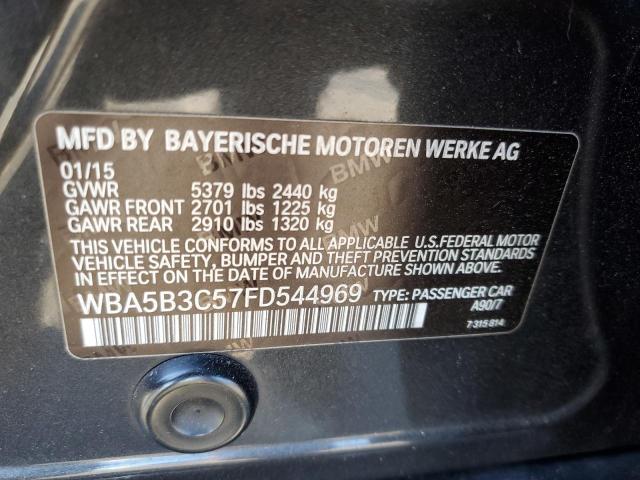 MFD BY BAYERISCHE MOTOREN WERKE AG
01/15
GVWR 5379 lbs 2440 kg
GAWR FRONT 2701 lbs 1225 kg
GAWR REAR 2910 lbs 1320 kg
THIS VEHICLE CONFORMS TO ALL APPLICABLE U.S.FEDERAL MOTOR
VEHICLE SAFETY, BUMPER AND THEFT PREVENTION STANDARDS
IN EFFECT ON THE DATE OF MANUFACTURE SHOWN ABOVE.
WBA5B3C57FD544969 TYPE: PASSENGER CAR
A90/7
7 315 814
BMW
BMW
BMW